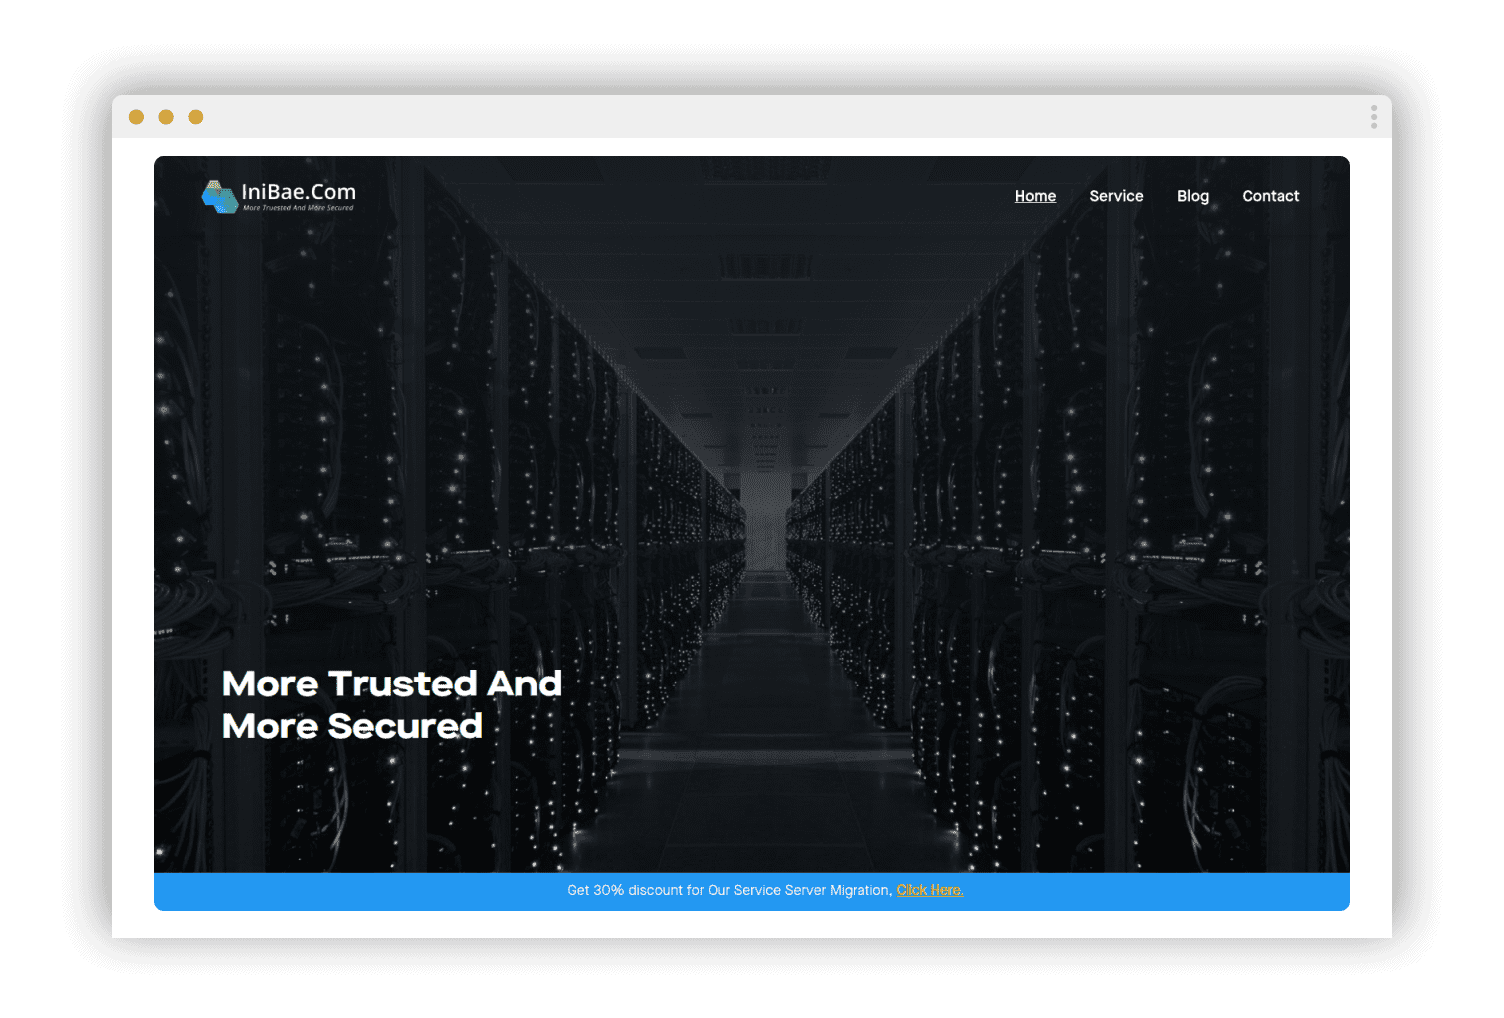 IniBae.Com
More Truested And More Secured
Home Service Blog Contact
More Trusted And
More Secured
Get 30% discount for Our Service Server Migration, Click Here.